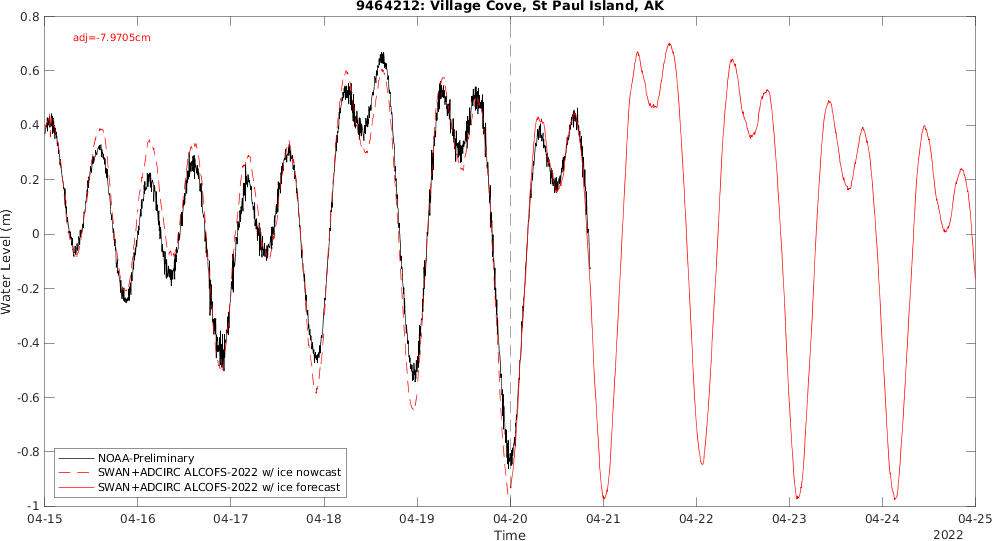 9464212: Village Cove, St Paul Island, AK
adj=-7.9705cm
0.8
0.6
0.4
0.2
0
-0.2
-0.4
-0.6
-0.8
-1
Water Level (m)
NOAA-Preliminary
SWAN+ADCIRC ALCOFS-2022 w/ ice nowcast
SWAN+ADCIRC ALCOFS-2022 w/ ice forecast
04-15 04-16 04-17 04-18 04-19 04-20 04-21 04-22 04-23 04-24 04-25
Time
2022